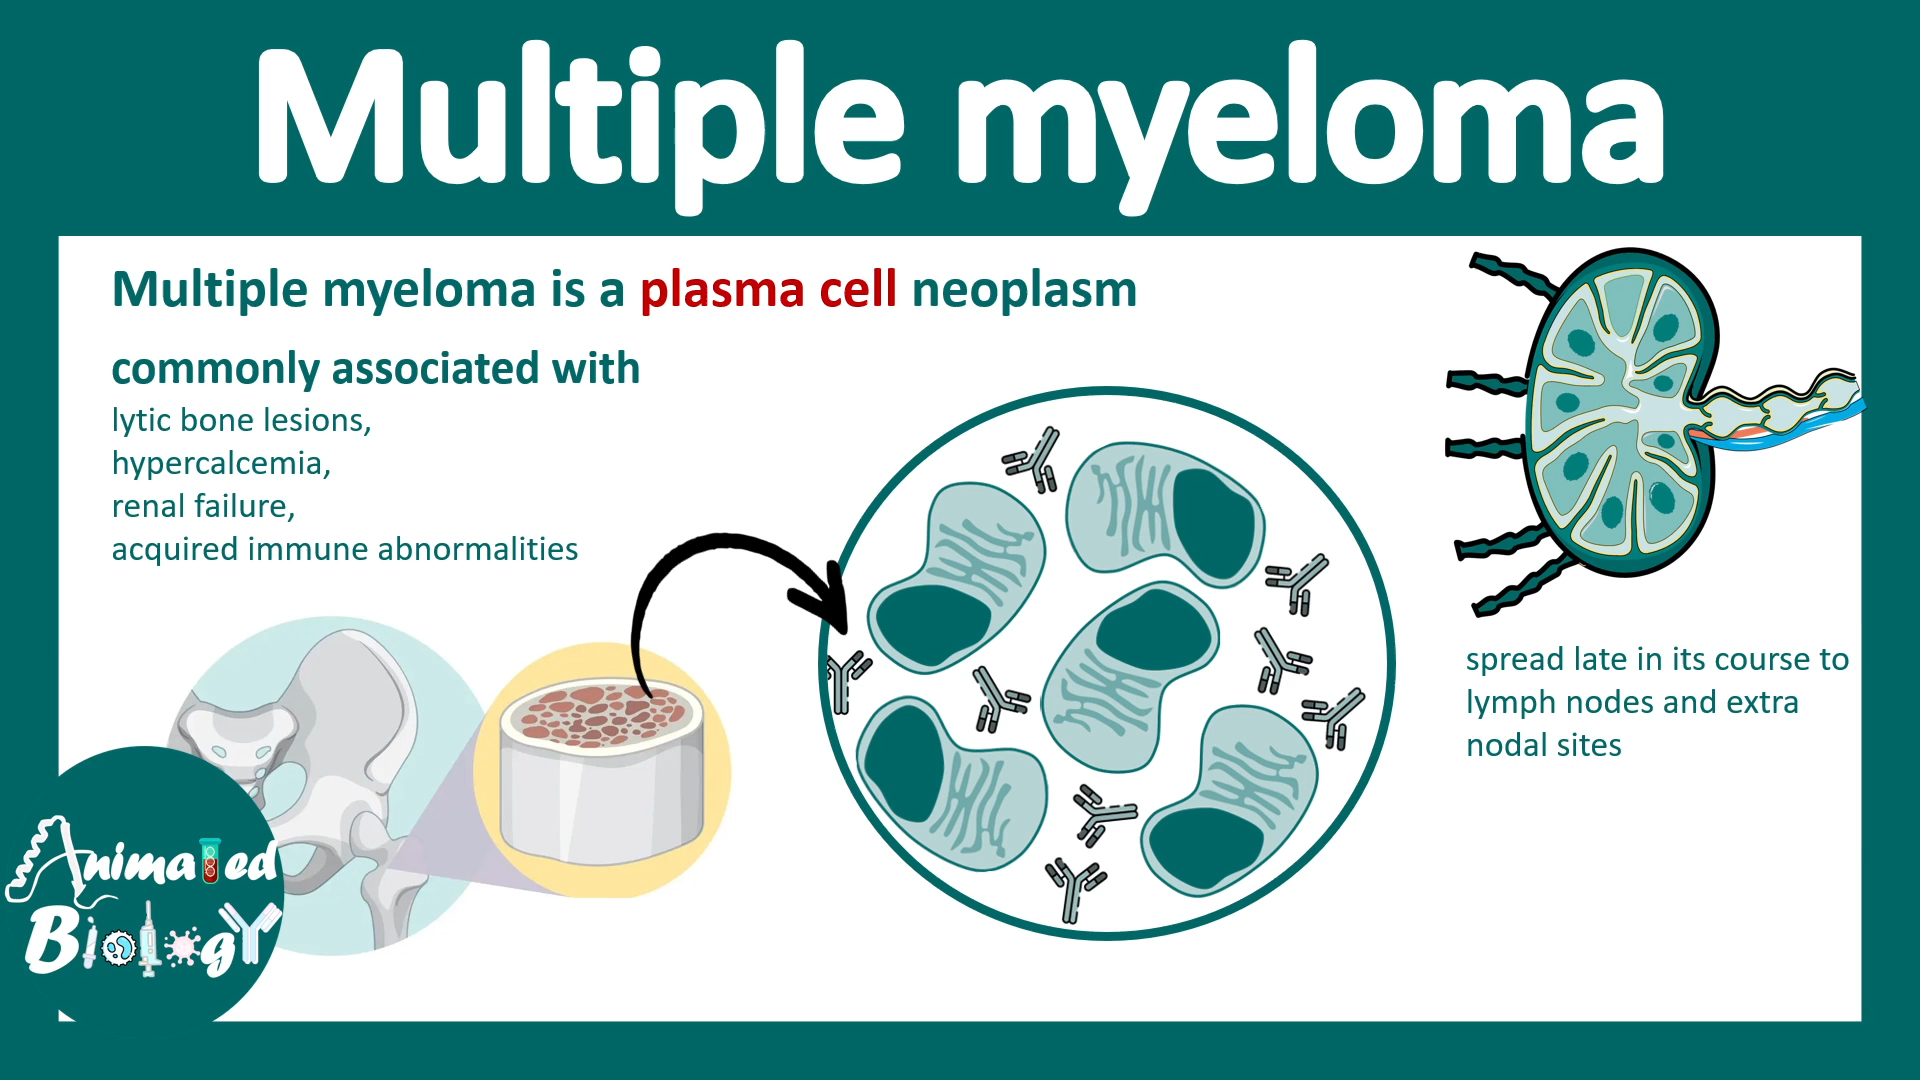 Multiple myeloma
Multiple myeloma is a plasma cell neoplasm
commonly associated with
lytic bone lesions,
hypercalcemia,
renal failure,
acquired immune abnormalities
spread late in its course to
lymph nodes and extra
nodal sites
Animated
Biology